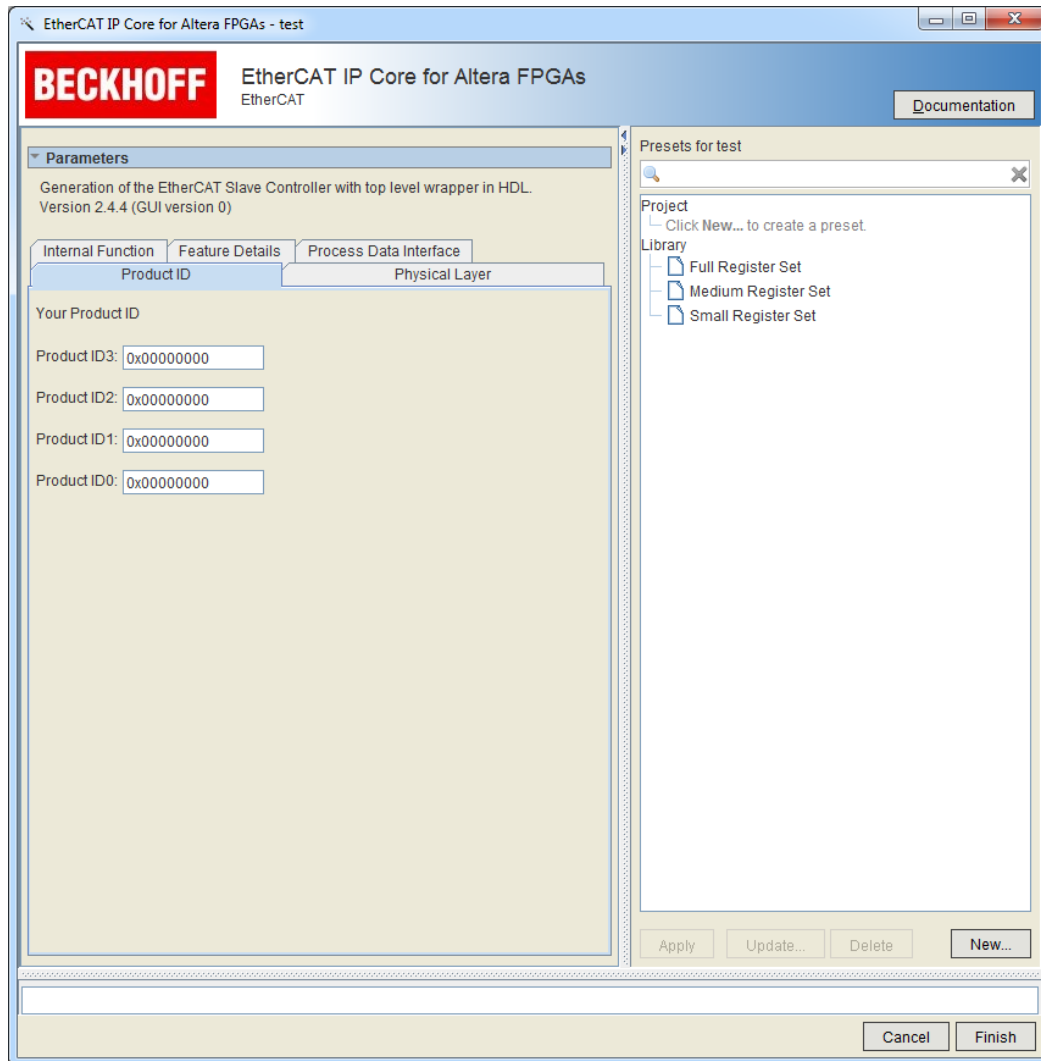 EtherCAT IP Core for Altera FPGAs - test
BECKHOFF
EtherCAT IP Core for Altera FPGAs
EtherCAT
Documentation
Parameters
Generation of the EtherCAT Slave Controller with top level wrapper in HDL.
Version 2.4.4 (GUI version 0)
Internal Function Feature Details Process Data Interface
Product ID Physical Layer
Your Product ID
Product ID3: 0x00000000
Product ID2: 0x00000000
Product ID1: 0x00000000
Product ID0: 0x00000000
Presets for test
Project
Click New... to create a preset.
Library
Full Register Set
Medium Register Set
Small Register Set
Apply Update... Delete New...
Cancel Finish